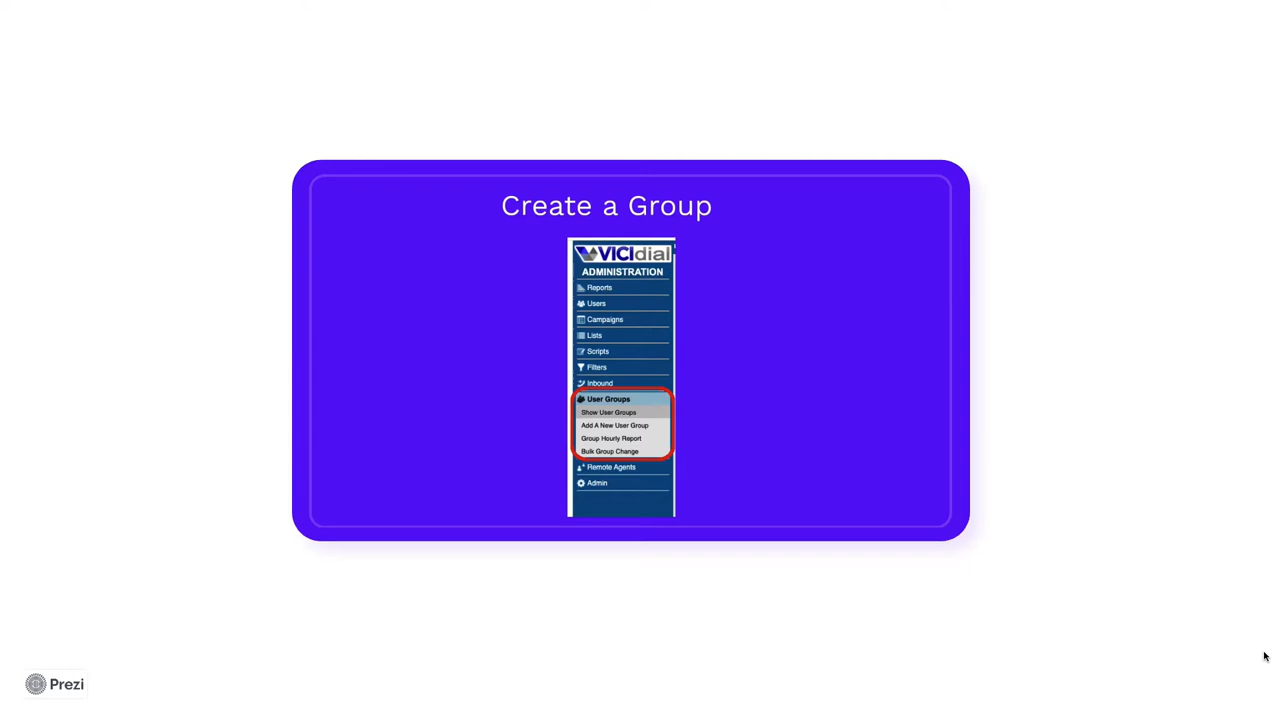 Create a Group
VICIdial
ADMINISTRATION
Reports
Users
Campaigns
Lists
Scripts
Filters
Inbound
User Groups
Show User Groups
Add A New User Group
Group Hourly Report
Bulk Group Change
Remote Agents
Admin
Prezi